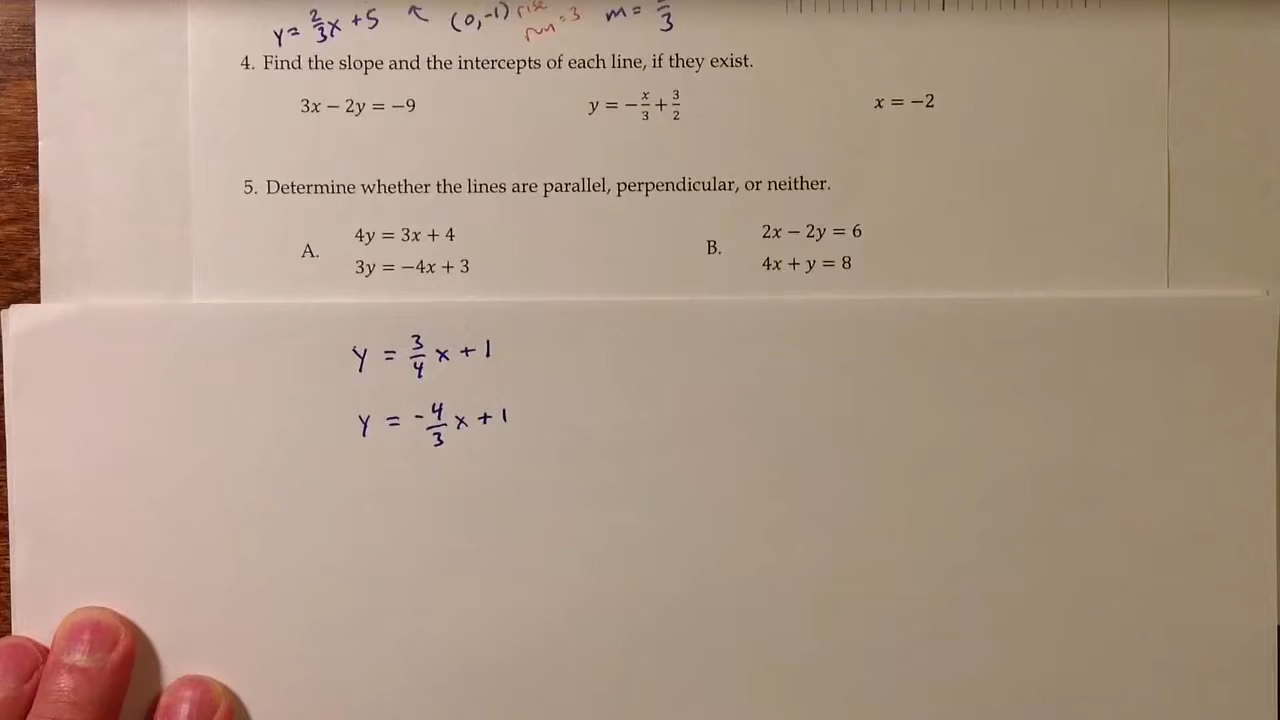 y = 2/3 x + 5 ↖ (0,-1) rise run = 3 m = /3
4. Find the slope and the intercepts of each line, if they exist.
3x − 2y = −9 y = −x/3 + 3/2 x = −2
5. Determine whether the lines are parallel, perpendicular, or neither.
A. 4y = 3x + 4
3y = −4x + 3
B. 2x − 2y = 6
4x + y = 8
y = 3/4 x + 1
y = -4/3 x + 1